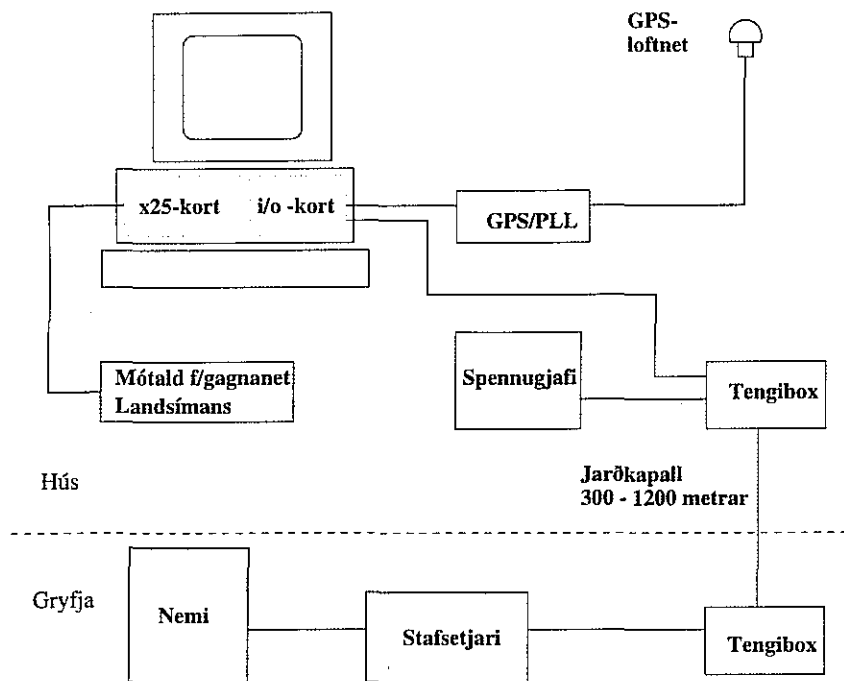 GPS-
loftnet
x25-kort i/o -kort
GPS/PLL
Mótald f/gagnanet
Landsímans
Spennugjafi
Tengibox
Hús
Jarðkapall
300 - 1200 metrar
Gryfja
Nemi
Stafsetjari
Tengibox